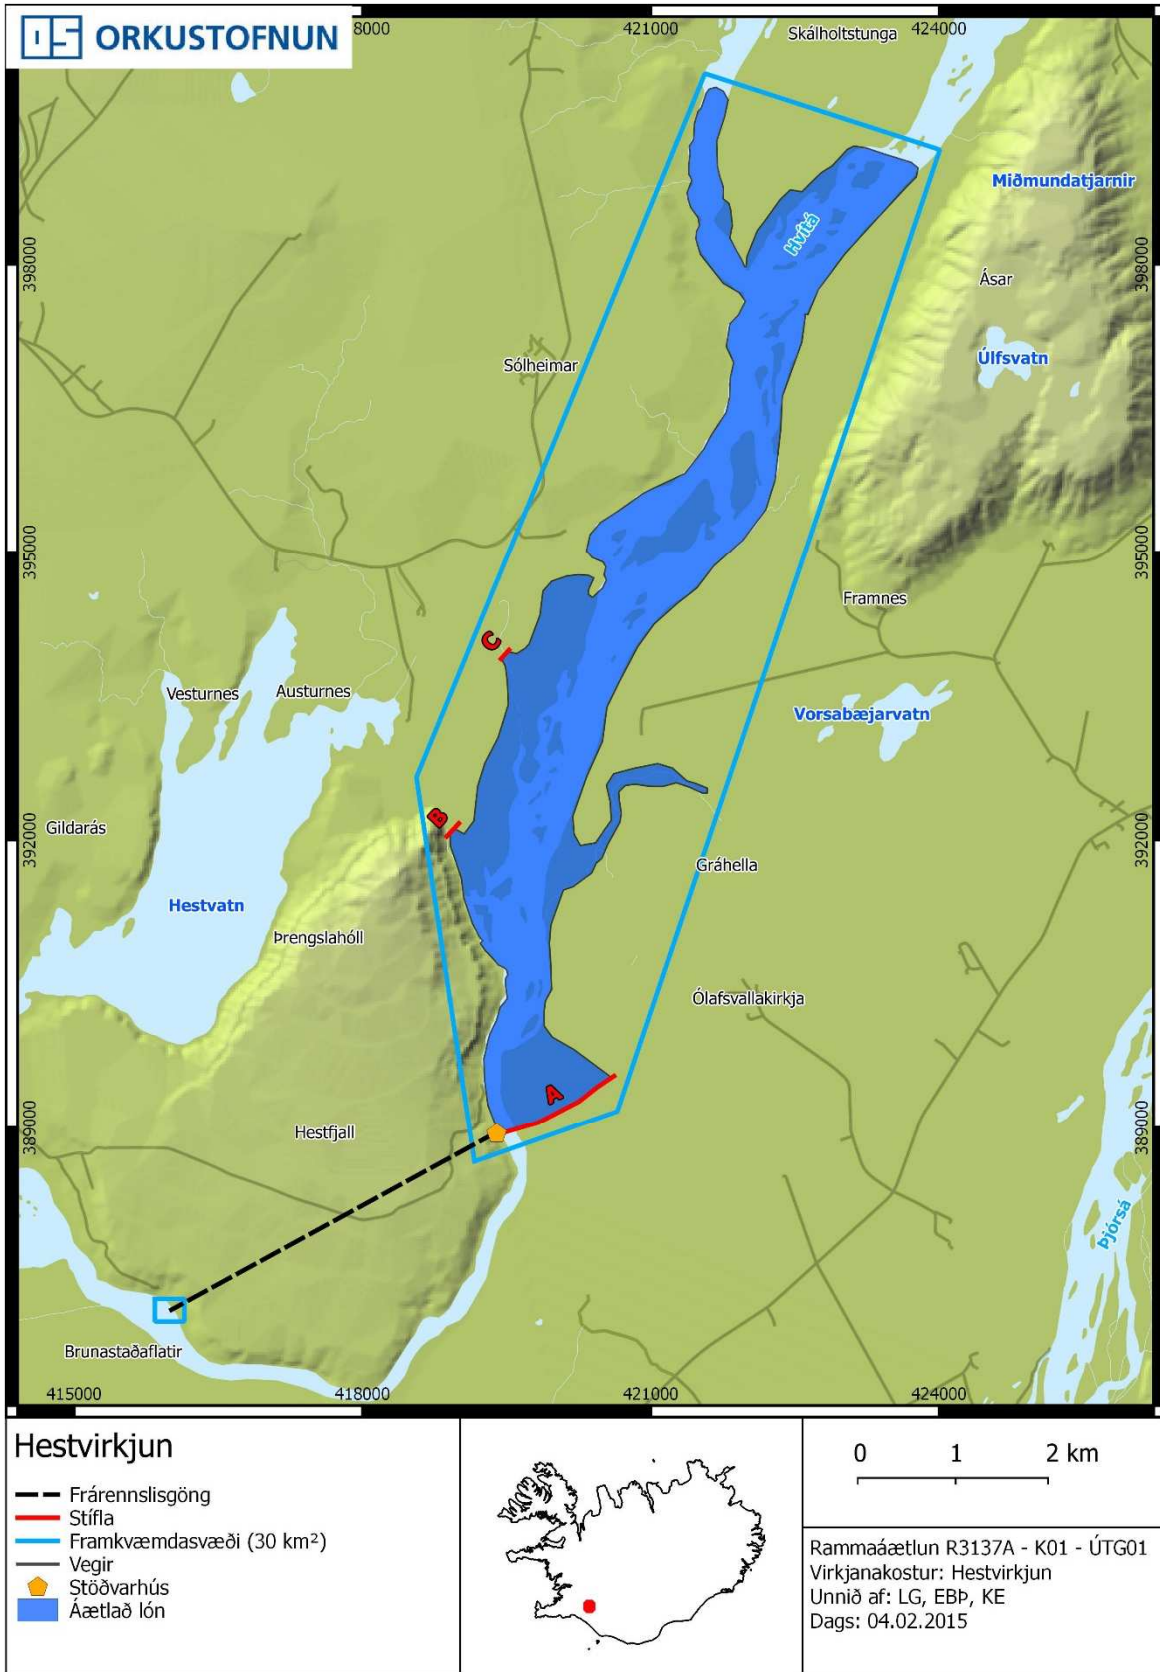 ORKUSTOFNUN
8000
421000
424000
Skálholtstunga
Miðmundatjarnir
Hvítá
398000
398000
Ásar
Úlfsvatn
Sólheimar
395000
395000
Framnes
C
Vesturnes
Austurnes
Vorsabæjarvatn
B
Gildarás
392000
392000
Gráhella
Hestvatn
Þrengslahóll
Ólafsvallakirkja
A
389000
389000
Hestfjall
Þjórsá
Brunastaðaflatir
415000
418000
421000
424000
Hestvirkjun
Frárennslisgöng
Stífla
Framkvæmdasvæði (30 km²)
Vegir
Stöðvarhús
Áætlað lón
0 1 2 km
Rammaáætlun R3137A - K01 - ÚTG01
Virkjanakostur: Hestvirkjun
Unnið af: LG, EBÞ, KE
Dags: 04.02.2015